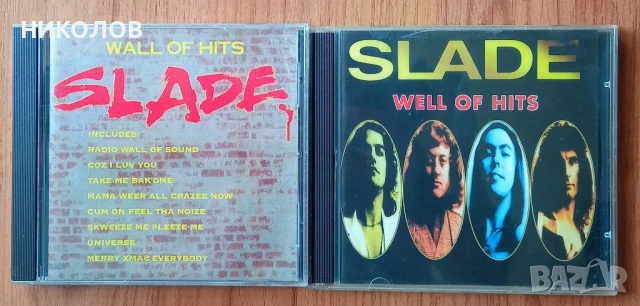 НИКОЛОВ
WALL OF HITS
SLADE
INCLUDES:
RADIO WALL OF SOUND
COZ I LUV YOU
TAKE ME BAK'OME
MAMA WEER ALL CRAZEE NOW
CUM ON FEEL THA NOIZE
SKWEEZE ME PLEEZE ME
UNIVERSE
MERRY XMAS EVERYBODY
SLADE
WELL OF HITS
BAZAR